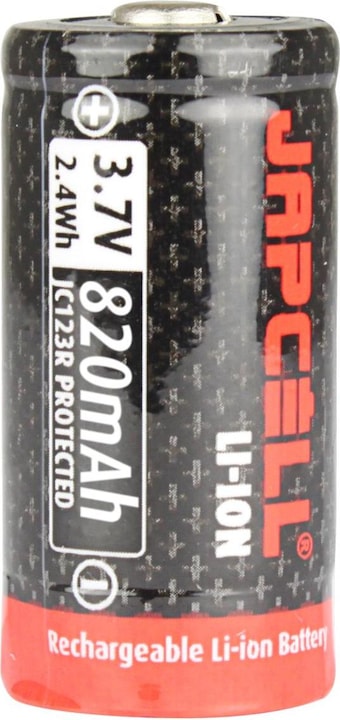 JAPCELL®
LI-ION
+ 3.7V 820mAh -
2.4Wh JC123R PROTECTED
Rechargeable Li-ion Battery